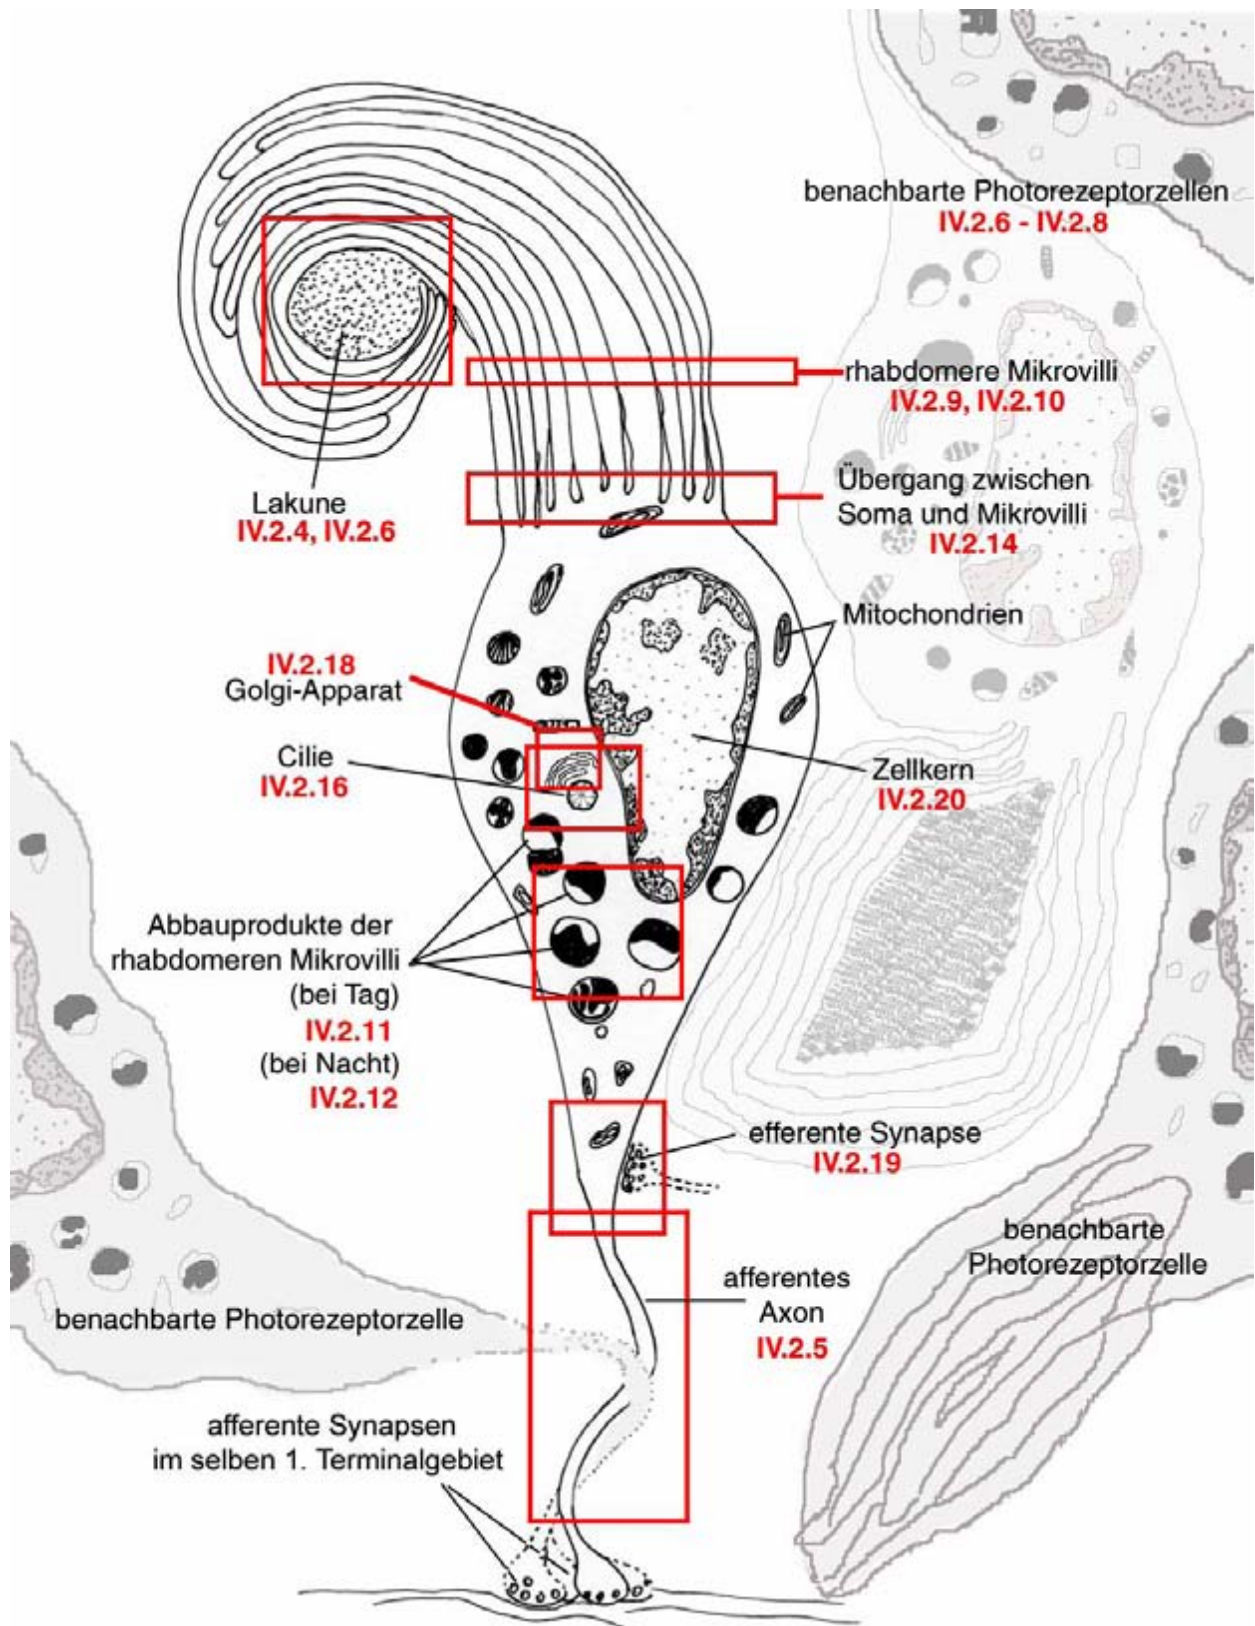 benachbarte Photorezeptorzellen
IV.2.6 - IV.2.8
rhabdomere Mikrovilli
IV.2.9, IV.2.10
Lakune
IV.2.4, IV.2.6
Übergang zwischen
Soma und Mikrovilli
IV.2.14
Mitochondrien
IV.2.18
Golgi-Apparat
Cilie
IV.2.16
Zellkern
IV.2.20
Abbauprodukte der
rhabdomeren Mikrovilli
(bei Tag)
IV.2.11
(bei Nacht)
IV.2.12
efferente Synapse
IV.2.19
benachbarte
Photorezeptorzelle
afferentes
Axon
IV.2.5
benachbarte Photorezeptorzelle
afferente Synapsen
im selben 1. Terminalgebiet